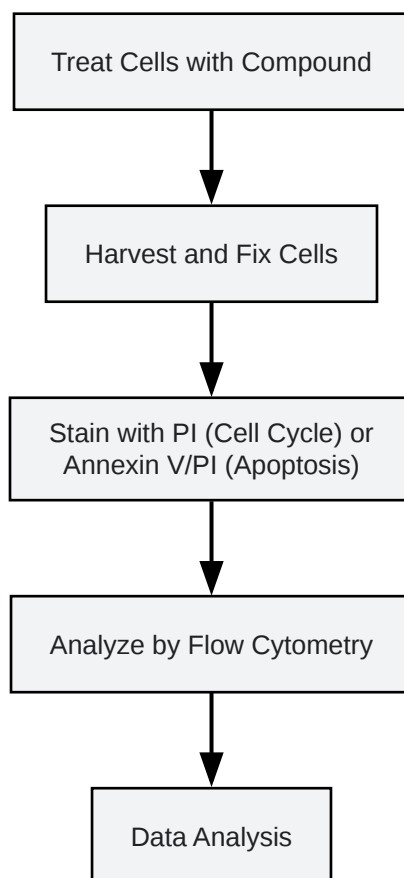 Treat Cells with Compound
Harvest and Fix Cells
Stain with PI (Cell Cycle) or
Annexin V/PI (Apoptosis)
Analyze by Flow Cytometry
Data Analysis